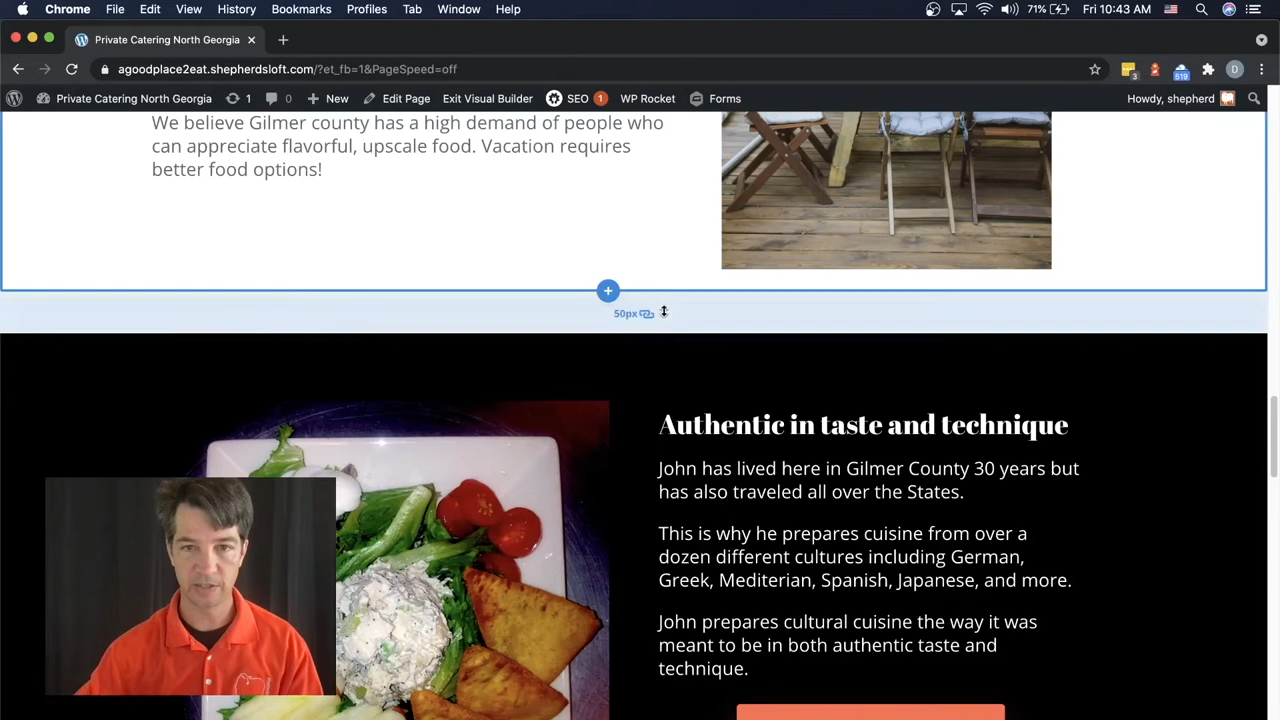 Chrome File Edit View History Bookmarks Profiles Tab Window Help 71% Fri 10:43 AM
Private Catering North Georgia
agoodplace2eat.shepherdsloft.com/?et_fb=1&PageSpeed=off 3 619 D
Private Catering North Georgia 1 0 New Edit Page Exit Visual Builder SEO 1 WP Rocket Forms Howdy, shepherd
We believe Gilmer county has a high demand of people who
can appreciate flavorful, upscale food. Vacation requires
better food options!
50px
Authentic in taste and technique
John has lived here in Gilmer County 30 years but
has also traveled all over the States.
This is why he prepares cuisine from over a
dozen different cultures including German,
Greek, Mediterian, Spanish, Japanese, and more.
John prepares cultural cuisine the way it was
meant to be in both authentic taste and
technique.